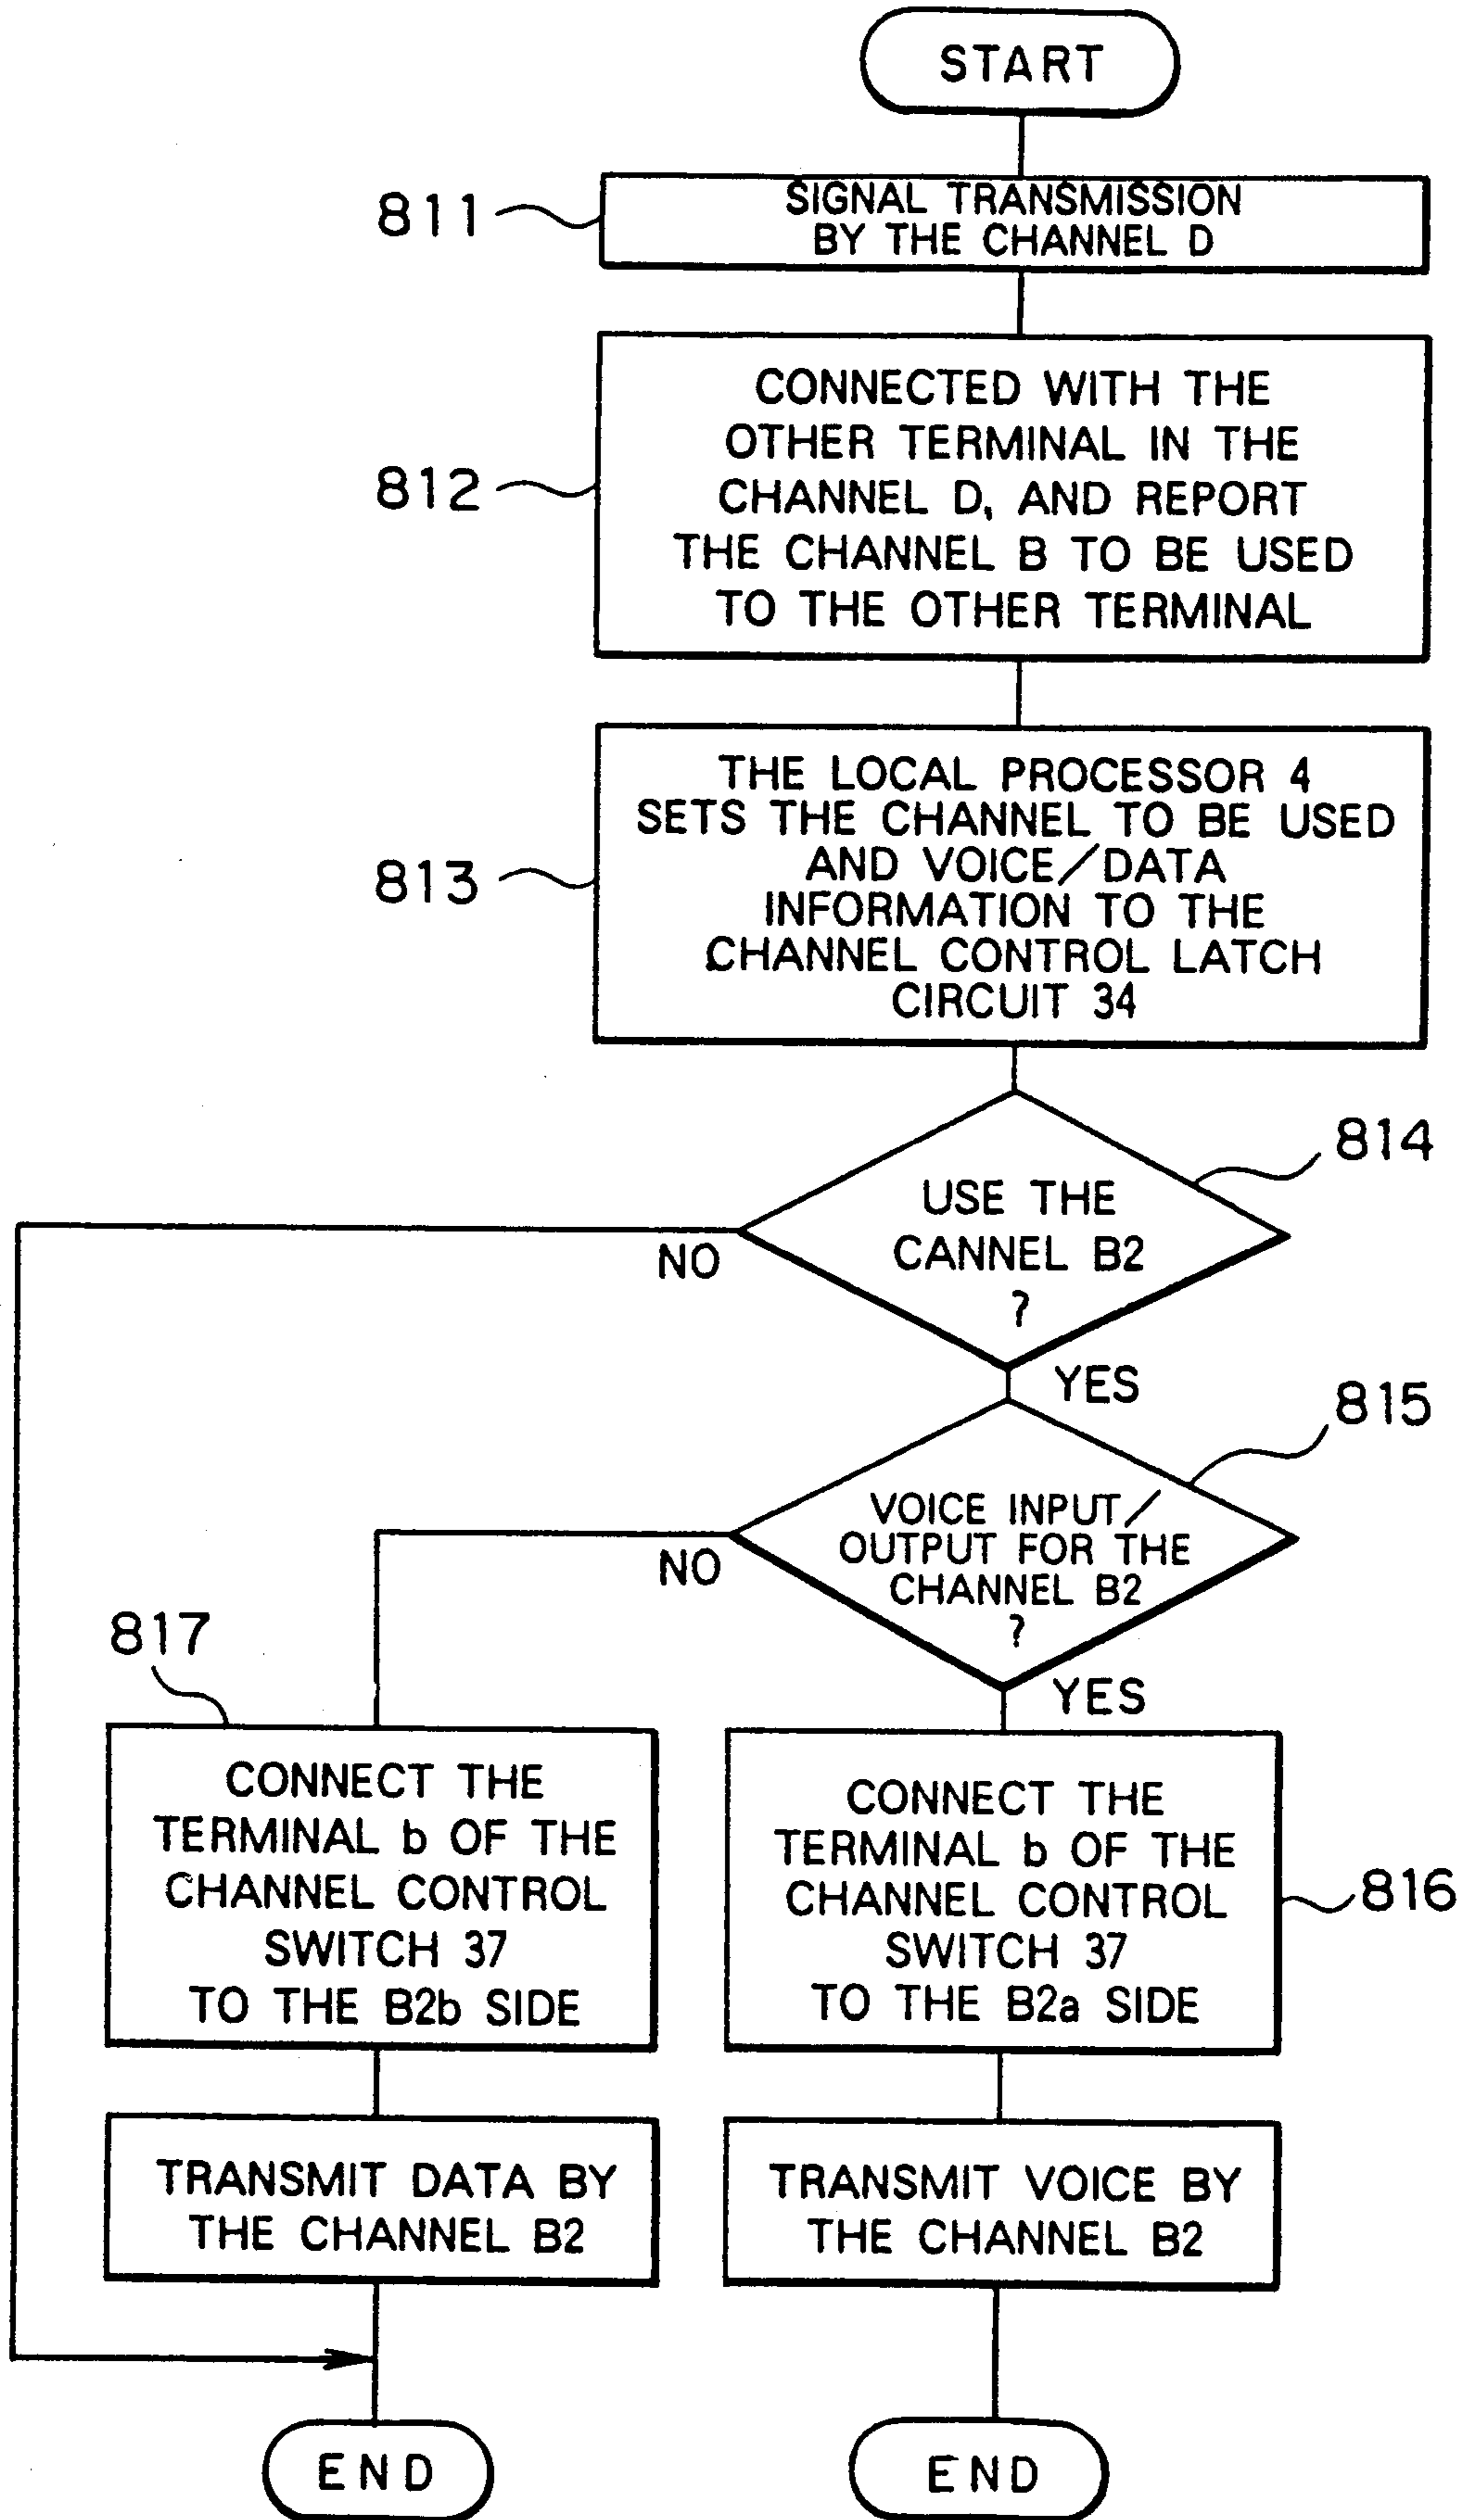 START
811
SIGNAL TRANSMISSION
BY THE CHANNEL D
812
CONNECTED WITH THE
OTHER TERMINAL IN THE
CHANNEL D, AND REPORT
THE CHANNEL B TO BE USED
TO THE OTHER TERMINAL
813
THE LOCAL PROCESSOR 4
SETS THE CHANNEL TO BE USED
AND VOICE/DATA
INFORMATION TO THE
CHANNEL CONTROL LATCH
CIRCUIT 34
814
USE THE
CANNEL B2
?
NO
YES
815
VOICE INPUT/
OUTPUT FOR THE
CHANNEL B2
?
NO
YES
817
CONNECT THE
TERMINAL b OF THE
CHANNEL CONTROL
SWITCH 37
TO THE B2b SIDE
CONNECT THE
TERMINAL b OF THE
CHANNEL CONTROL
SWITCH 37
TO THE B2a SIDE
816
TRANSMIT DATA BY
THE CHANNEL B2
TRANSMIT VOICE BY
THE CHANNEL B2
END
END